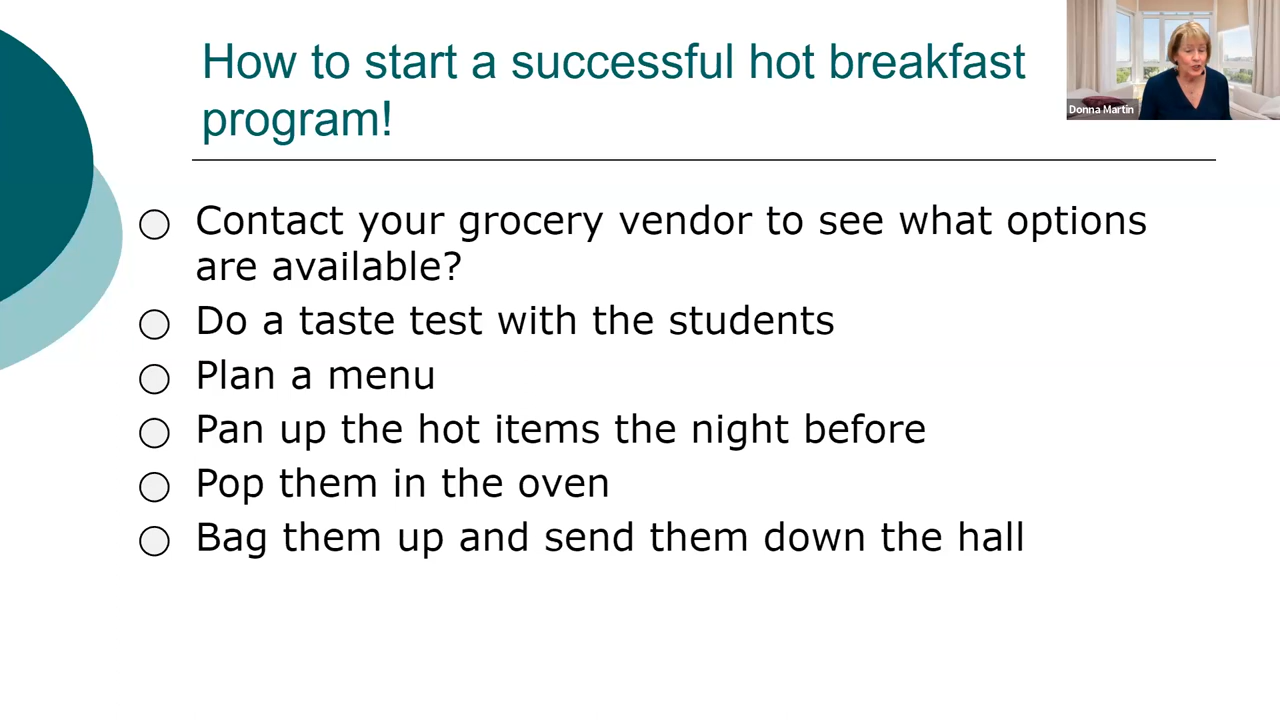 How to start a successful hot breakfast
program!
Donna Martin
Contact your grocery vendor to see what options
are available?
Do a taste test with the students
Plan a menu
Pan up the hot items the night before
Pop them in the oven
Bag them up and send them down the hall